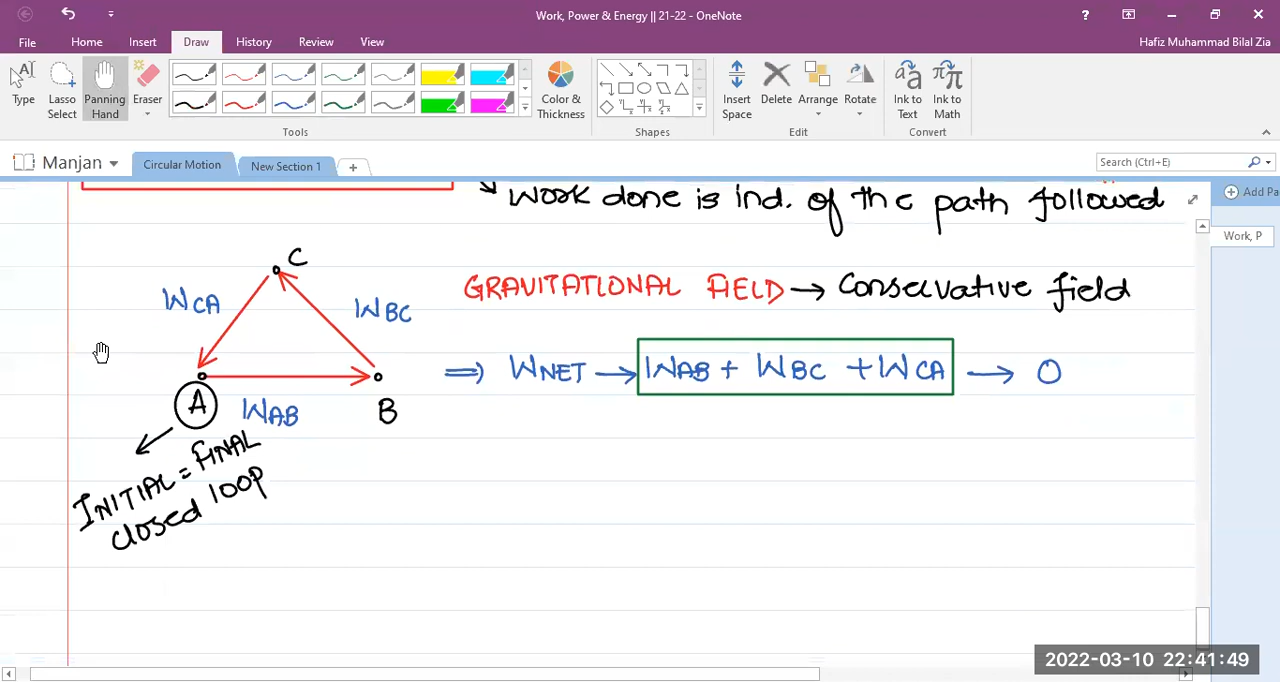 Work, Power & Energy || 21-22 - OneNote
File Home Insert Draw History Review View
Hafiz Muhammad Bilal Zia
Type
Lasso Select
Panning Hand
Eraser
Color & Thickness
Insert Space
Delete
Arrange
Rotate
Ink to Text
Ink to Math
Tools
Shapes
Edit
Convert
Manjan
Circular Motion
New Section 1
Search (Ctrl+E)
Add Pa
Work, P
Work done is ind. of the path followed
C
WCA
WBC
GRAVITATIONAL FIELD → Conservative field
⇒ WNET → WAB + WBC + WCA → 0
A
WAB
B
INITIAL = FINAL
closed loop
2022-03-10 22:41:49